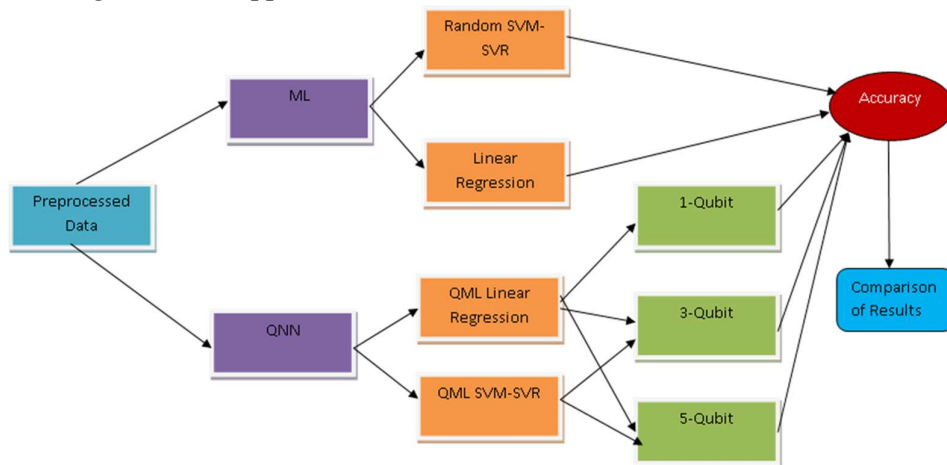 Random SVM-
SVR
ML
Accuracy
Linear
Regression
Preprocessed
Data
1-Qubit
QML Linear
Regression
Comparison
of Results
3-Qubit
QNN
QML SVM-SVR
5-Qubit